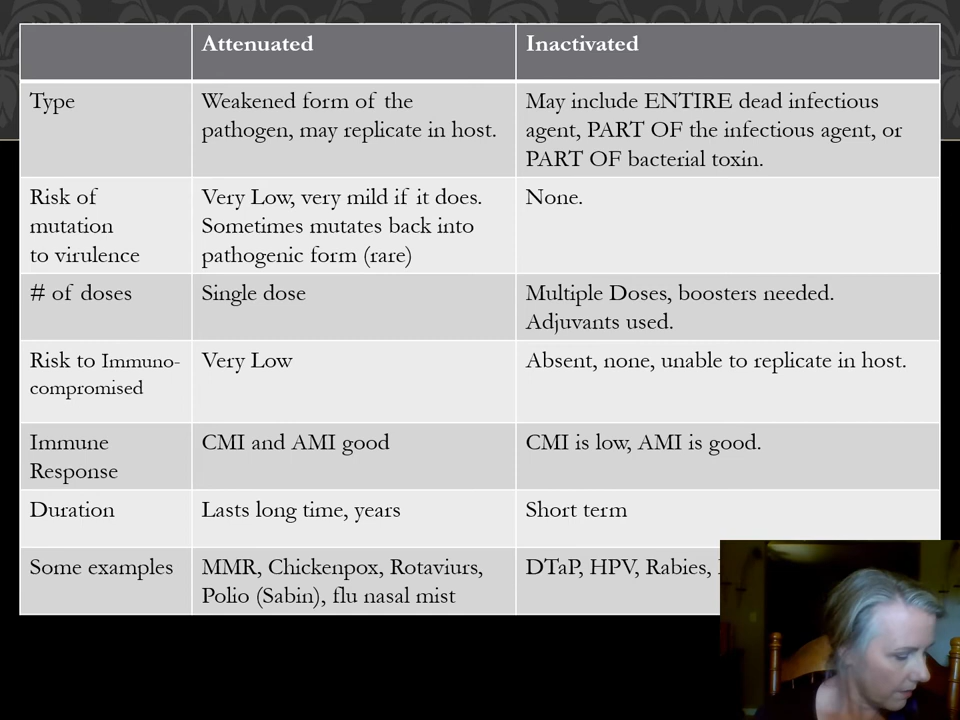 Attenuated
Inactivated
Type
Weakened form of the
pathogen, may replicate in host.
May include ENTIRE dead infectious
agent, PART OF the infectious agent, or
PART OF bacterial toxin.
Risk of
mutation
to virulence
Very Low, very mild if it does.
Sometimes mutates back into
pathogenic form (rare)
None.
# of doses
Single dose
Multiple Doses, boosters needed.
Adjuvants used.
Risk to Immuno-
compromised
Very Low
Absent, none, unable to replicate in host.
Immune
Response
CMI and AMI good
CMI is low, AMI is good.
Duration
Lasts long time, years
Short term
Some examples
MMR, Chickenpox, Rotaviurs,
Polio (Sabin), flu nasal mist
DTaP, HPV, Rabies,